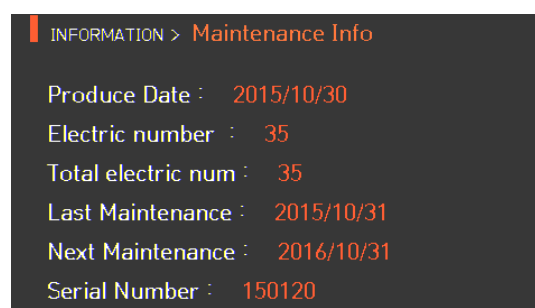 INFORMATION > Maintenance Info
Produce Date : 2015/10/30
Electric number : 35
Total electric num : 35
Last Maintenance : 2015/10/31
Next Maintenance : 2016/10/31
Serial Number : 150120